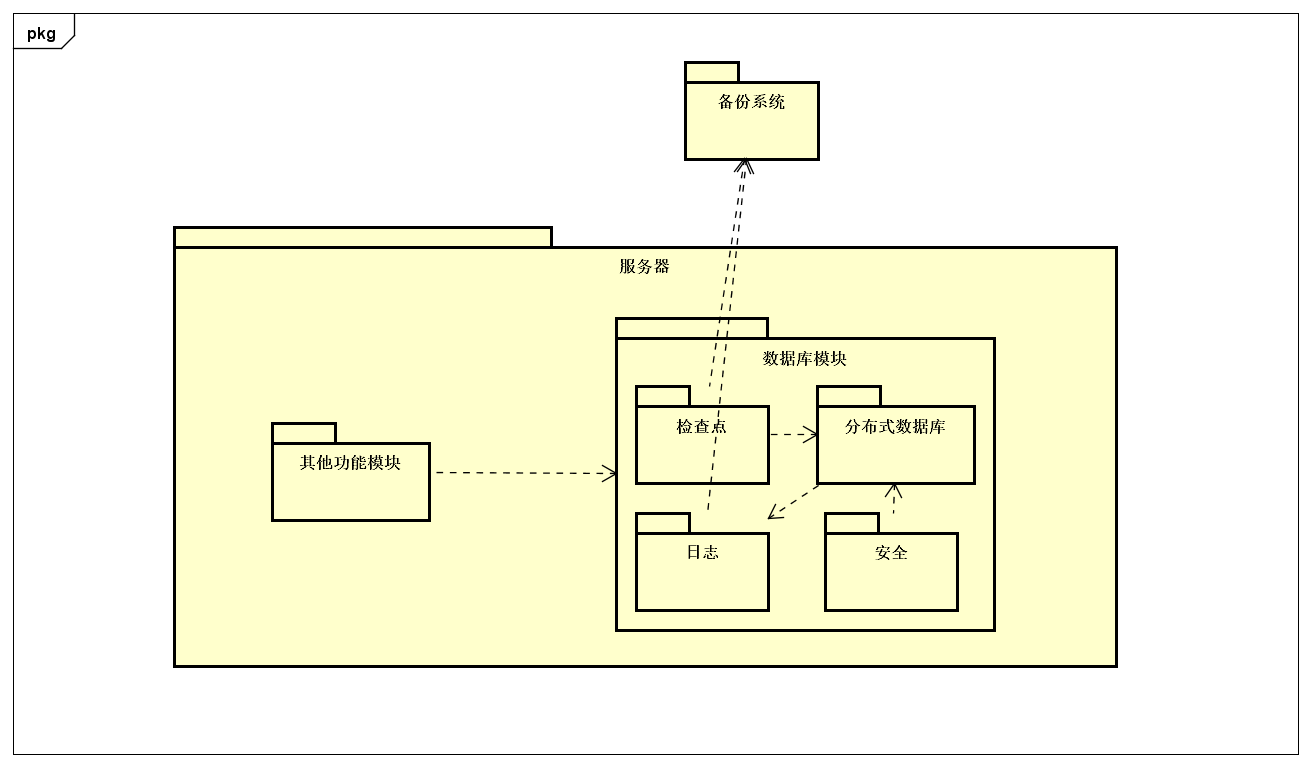 pkg
备份系统
服务器
数据库模块
检查点
分布式数据库
其他功能模块
日志
安全